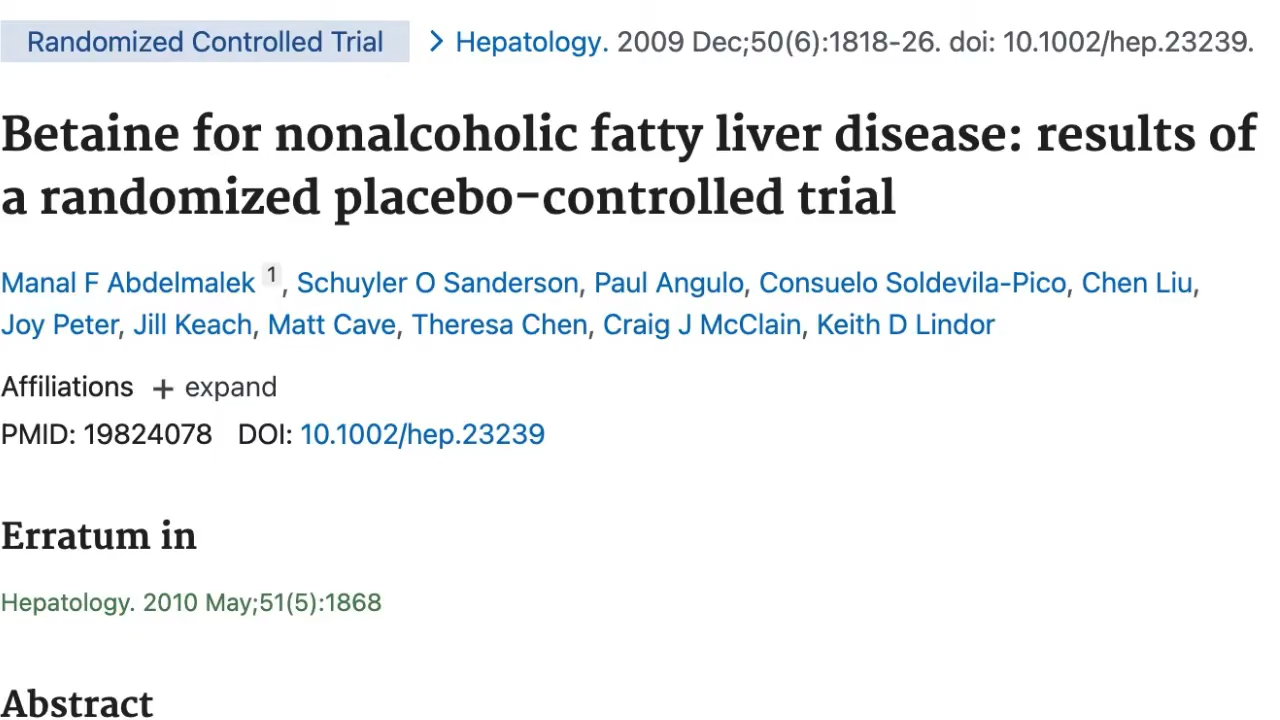 Randomized Controlled Trial > Hepatology. 2009 Dec;50(6):1818-26. doi: 10.1002/hep.23239.
Betaine for nonalcoholic fatty liver disease: results of
a randomized placebo-controlled trial
Manal F Abdelmalek 1, Schuyler O Sanderson, Paul Angulo, Consuelo Soldevila-Pico, Chen Liu,
Joy Peter, Jill Keach, Matt Cave, Theresa Chen, Craig J McClain, Keith D Lindor
Affiliations + expand
PMID: 19824078 DOI: 10.1002/hep.23239
Erratum in
Hepatology. 2010 May;51(5):1868
Abstract